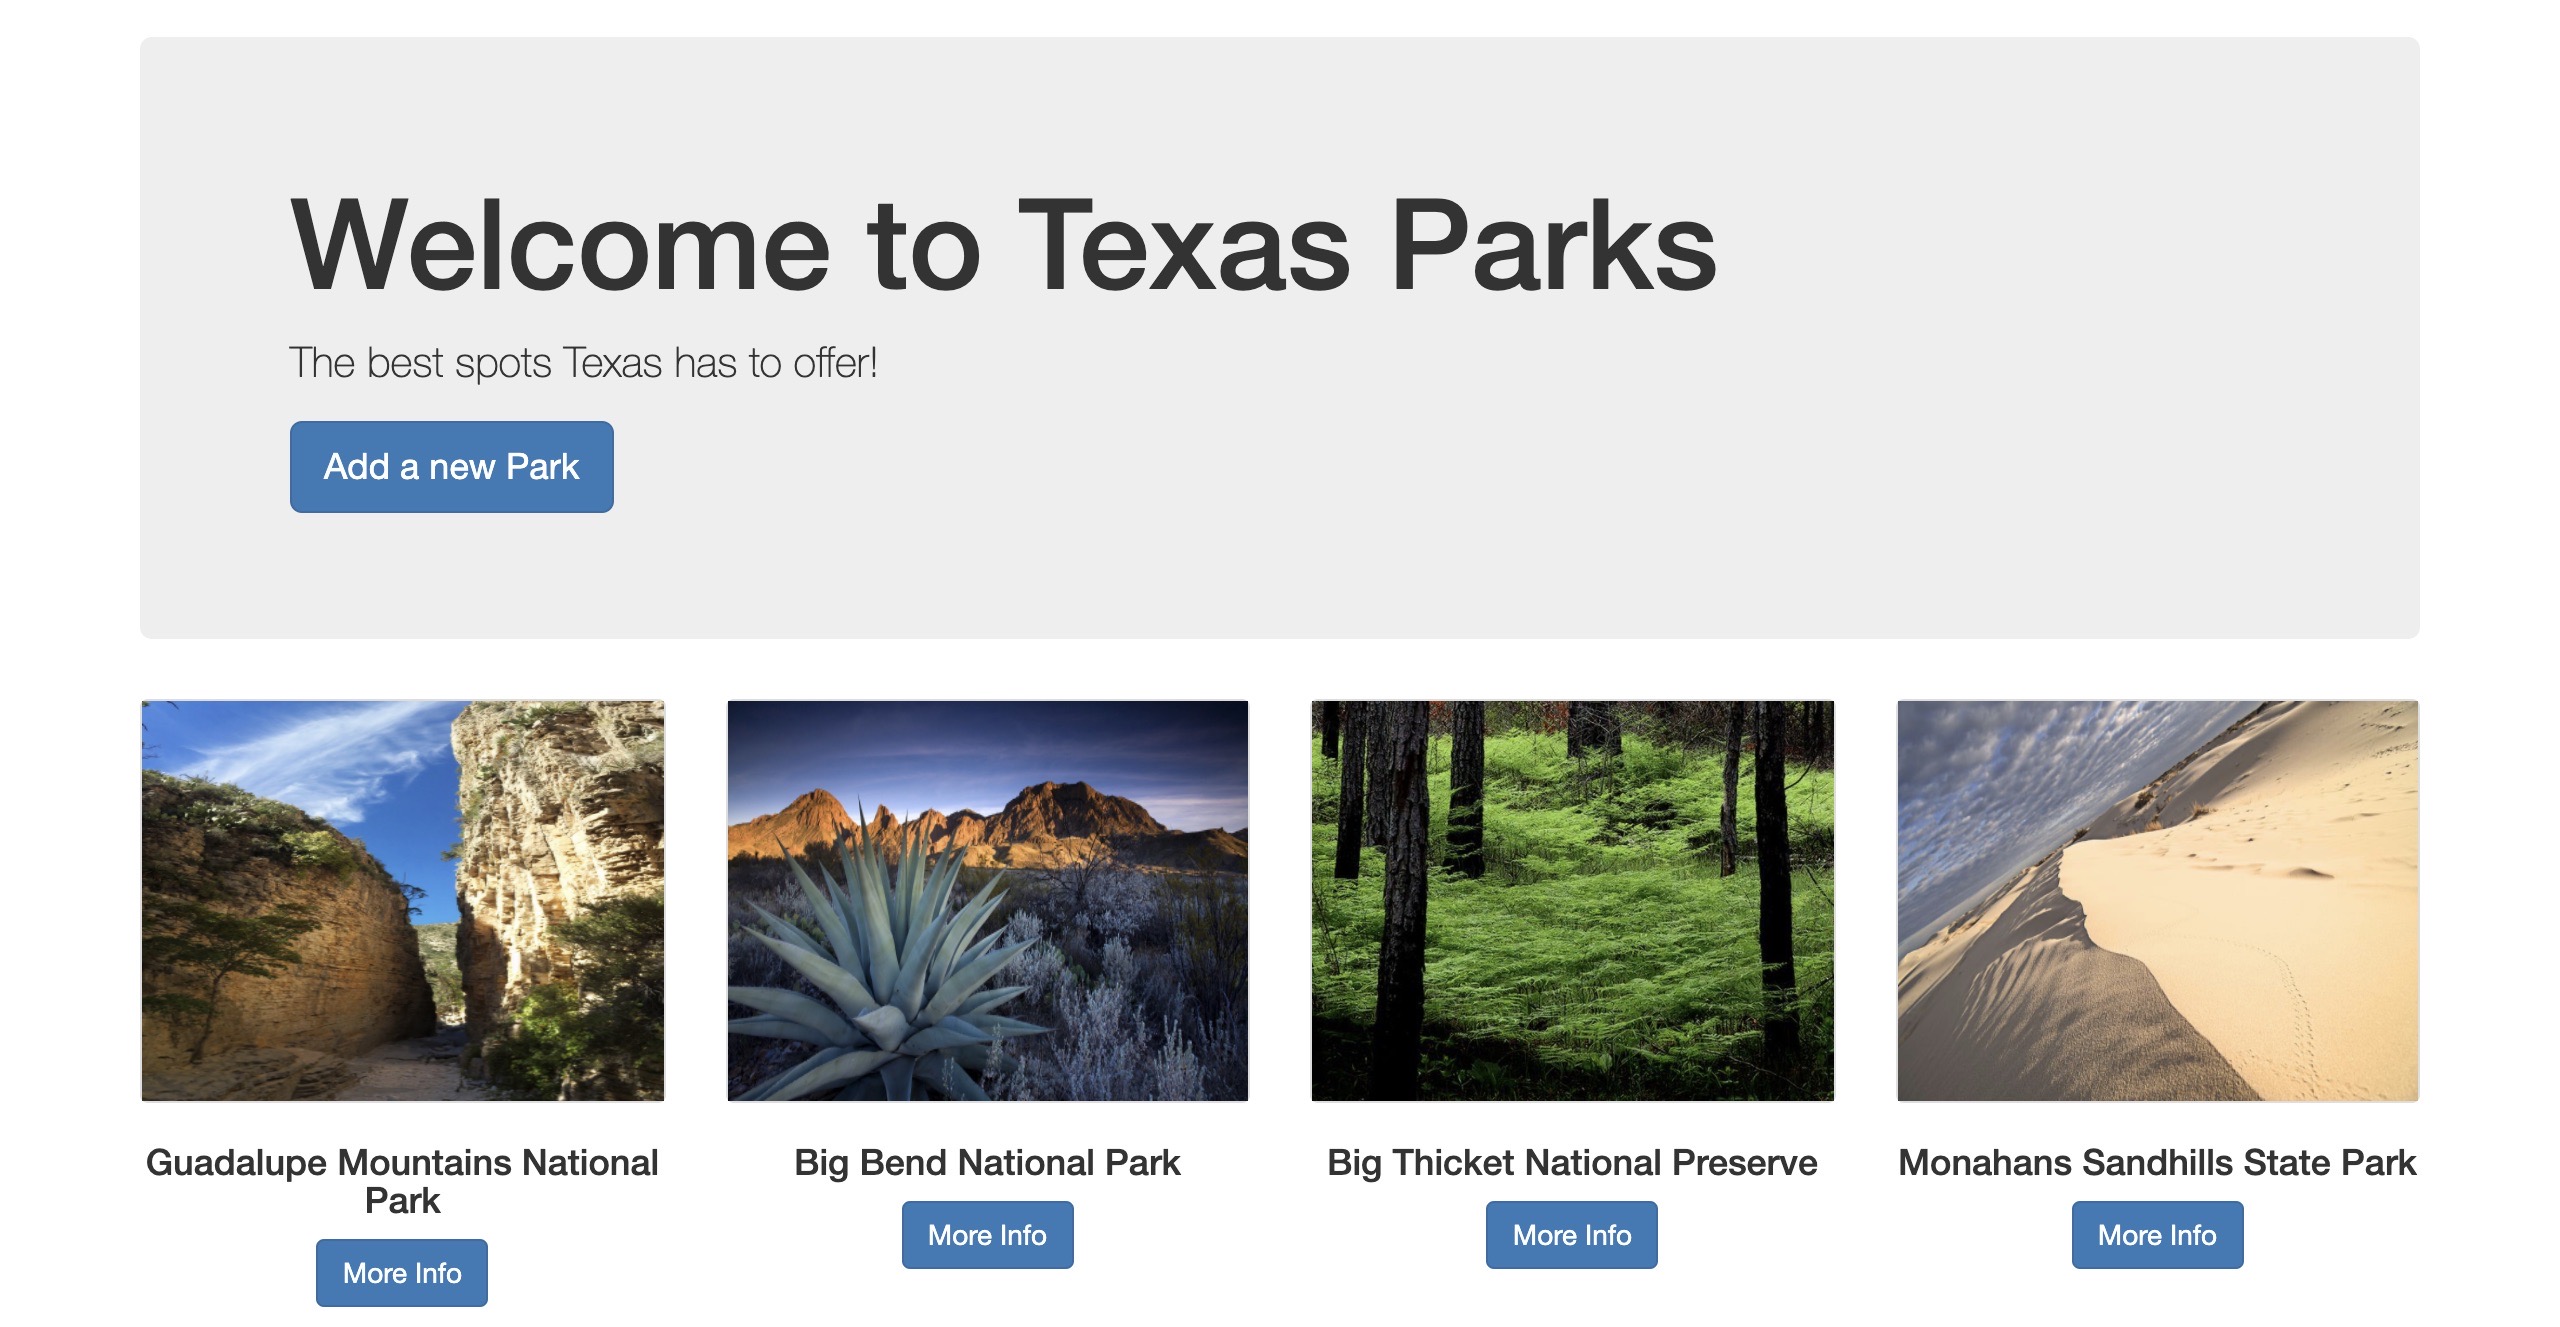 Welcome to Texas Parks
The best spots Texas has to offer!
Add a new Park
Guadalupe Mountains National
Park
More Info
Big Bend National Park
More Info
Big Thicket National Preserve
More Info
Monahans Sandhills State Park
More Info